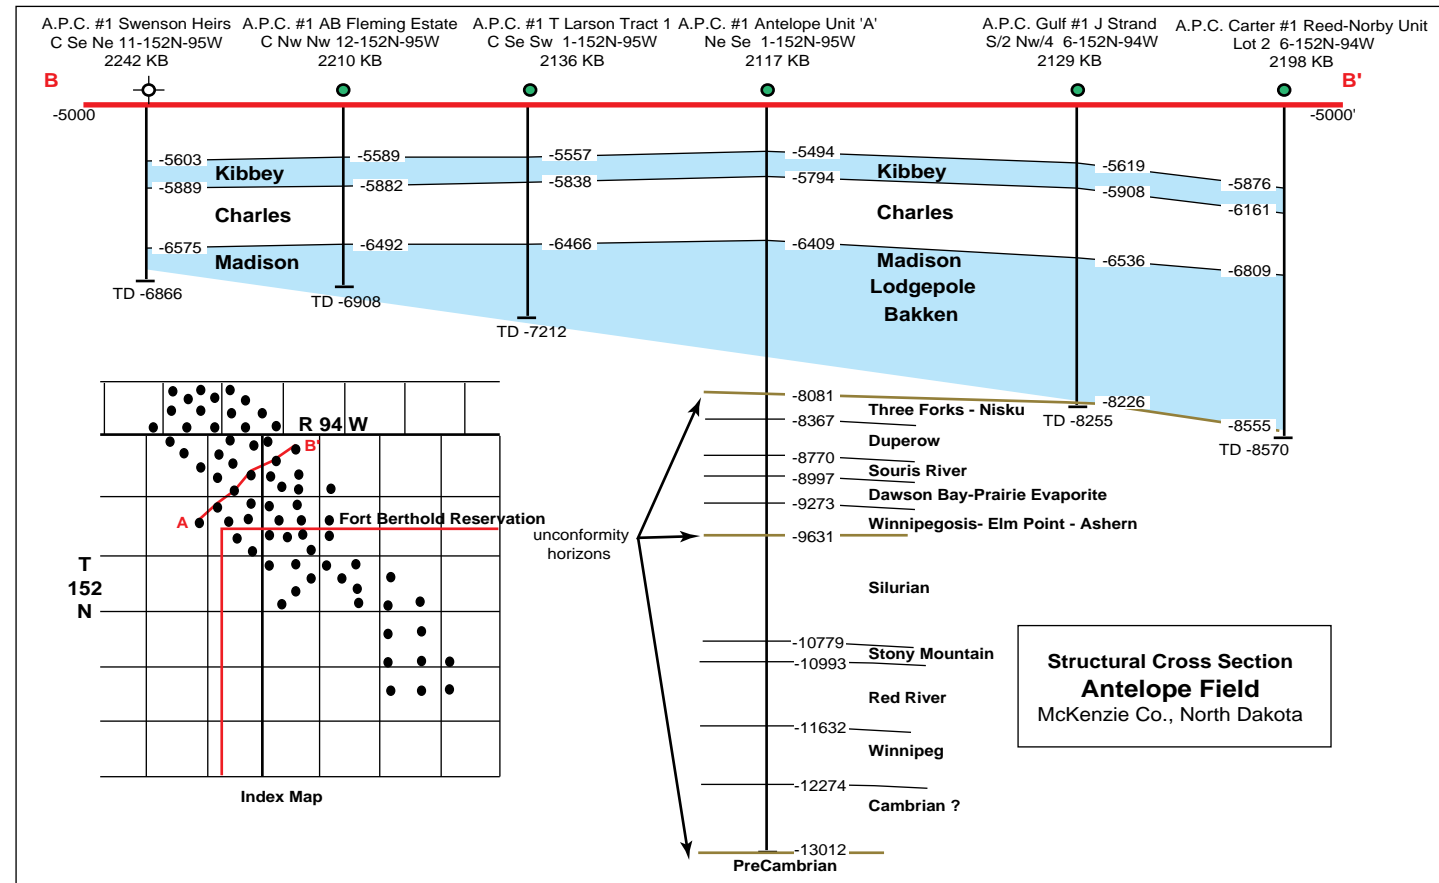 A.P.C. #1 Swenson Heirs
C Se Ne 11-152N-95W
2242 KB
A.P.C. #1 AB Fleming Estate
C Nw Nw 12-152N-95W
2210 KB
A.P.C. #1 T Larson Tract 1
C Se Sw  1-152N-95W
2136 KB
A.P.C. #1 Antelope Unit 'A'
Ne Se  1-152N-95W
2117 KB
A.P.C. Gulf #1 J Strand
S/2 Nw/4  6-152N-94W
2129 KB
A.P.C. Carter #1 Reed-Norby Unit
Lot 2  6-152N-94W
2198 KB
B
B'
-5000
-5000'
-5603
-5589
-5557
-5494
-5619
-5876
Kibbey
Kibbey
-5889
-5882
-5838
-5794
-5908
-6161
Charles
Charles
-6575
-6492
-6466
-6409
-6536
-6809
Madison
Madison
Lodgepole
Bakken
TD -6866
TD -6908
TD -7212
-8081
-8226
TD -8255
-8555
TD -8570
Three Forks - Nisku
-8367
Duperow
-8770
Souris River
-8997
Dawson Bay-Prairie Evaporite
-9273
Winnipegosis- Elm Point - Ashern
-9631
unconformity
horizons
Silurian
-10779
Stony Mountain
-10993
Red River
-11632
Winnipeg
-12274
Cambrian ?
-13012
PreCambrian
R 94 W
B'
A
Fort Berthold Reservation
T
152
N
Index Map
Structural Cross Section
Antelope Field
McKenzie Co., North Dakota